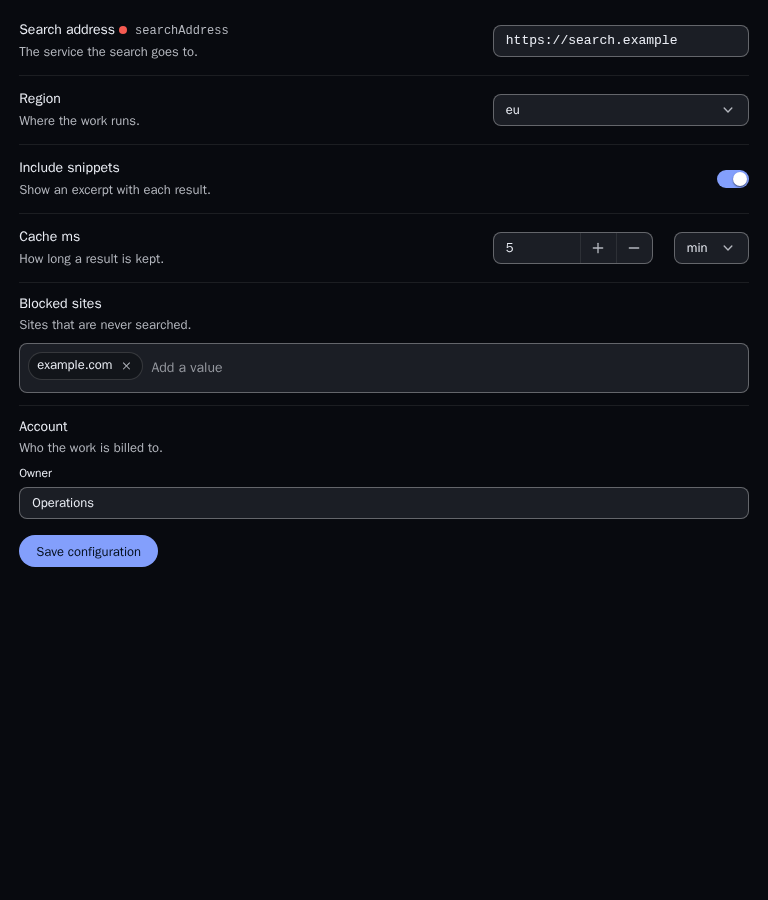 Search address searchAddress
The service the search goes to.
https://search.example
Region
Where the work runs.
eu
Include snippets
Show an excerpt with each result.
Cache ms
How long a result is kept.
5
min
Blocked sites
Sites that are never searched.
example.com
Add a value
Account
Who the work is billed to.
Owner
Operations
Save configuration